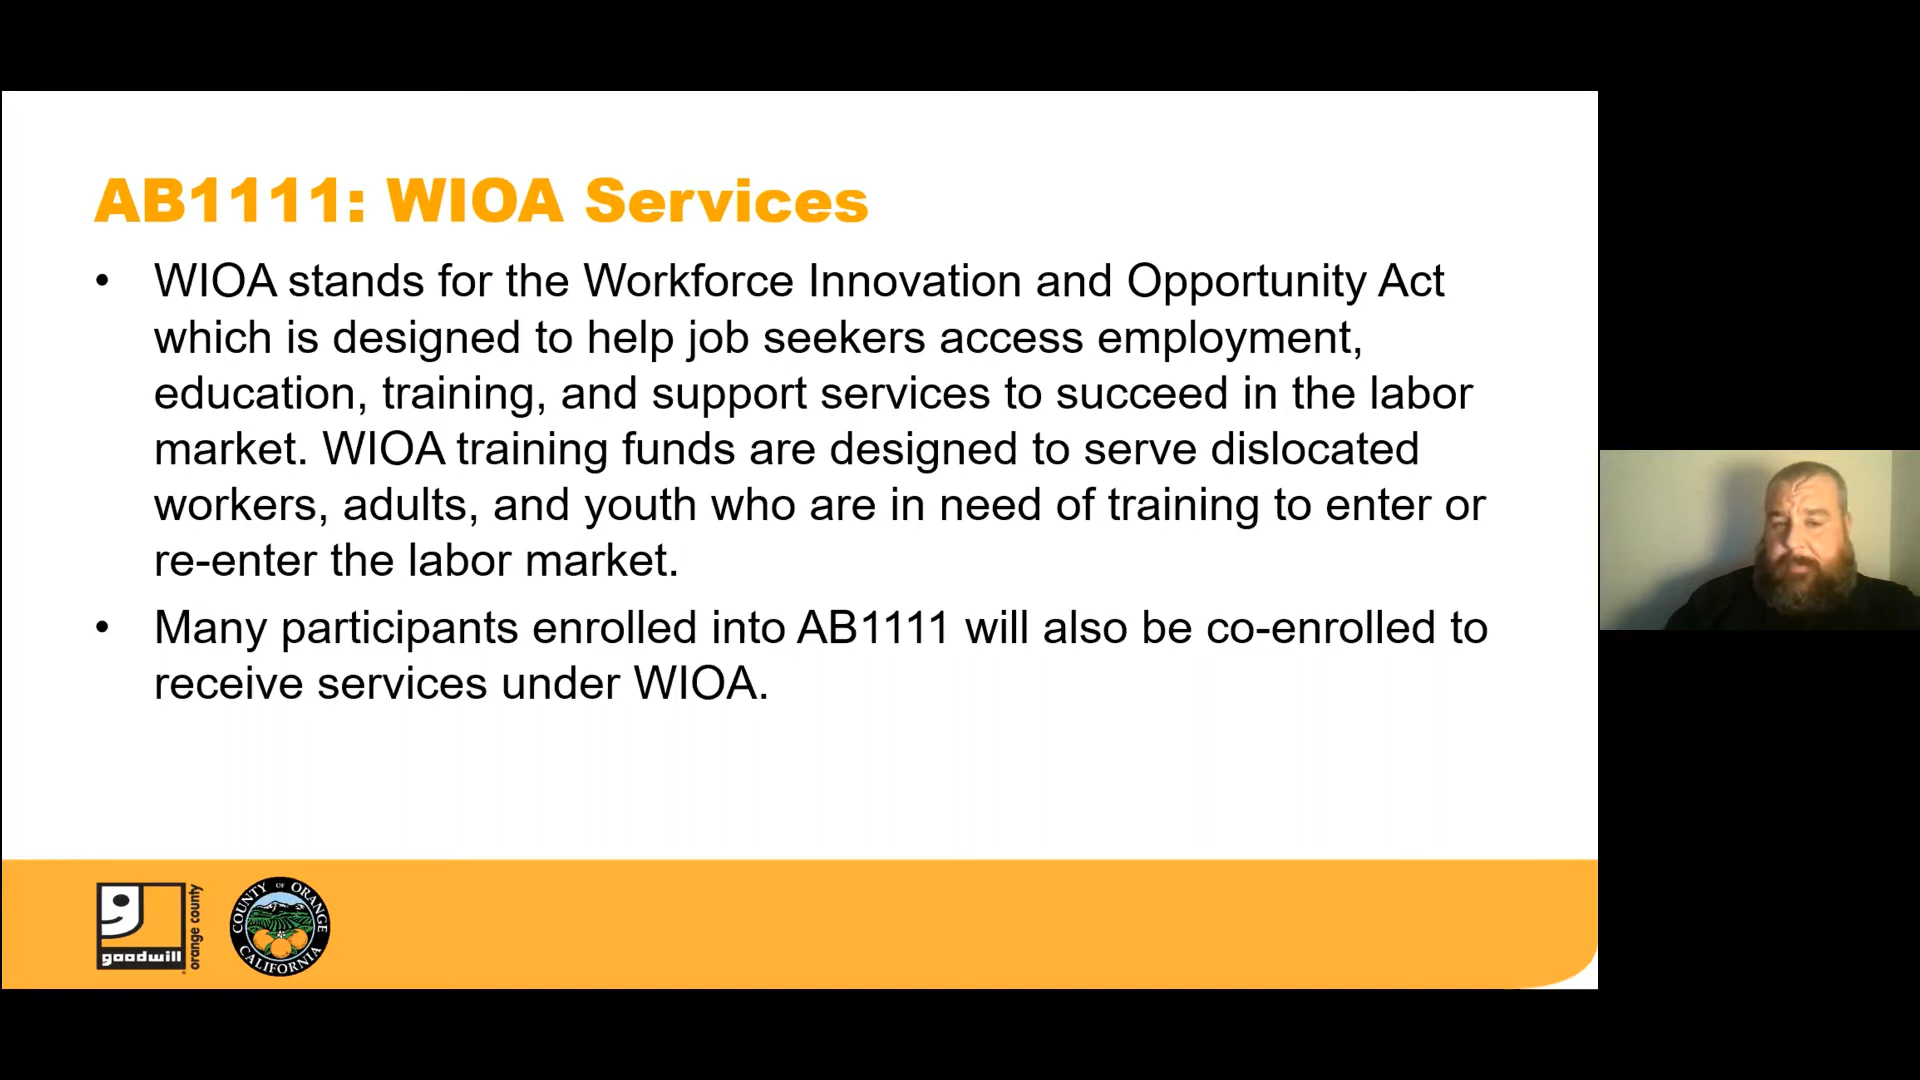 AB1111: WIOA Services
• WIOA stands for the Workforce Innovation and Opportunity Act
which is designed to help job seekers access employment,
education, training, and support services to succeed in the labor
market. WIOA training funds are designed to serve dislocated
workers, adults, and youth who are in need of training to enter or
re-enter the labor market.
• Many participants enrolled into AB1111 will also be co-enrolled to
receive services under WIOA.
goodwill
orange county
COUNTY OF ORANGE
CALIFORNIA